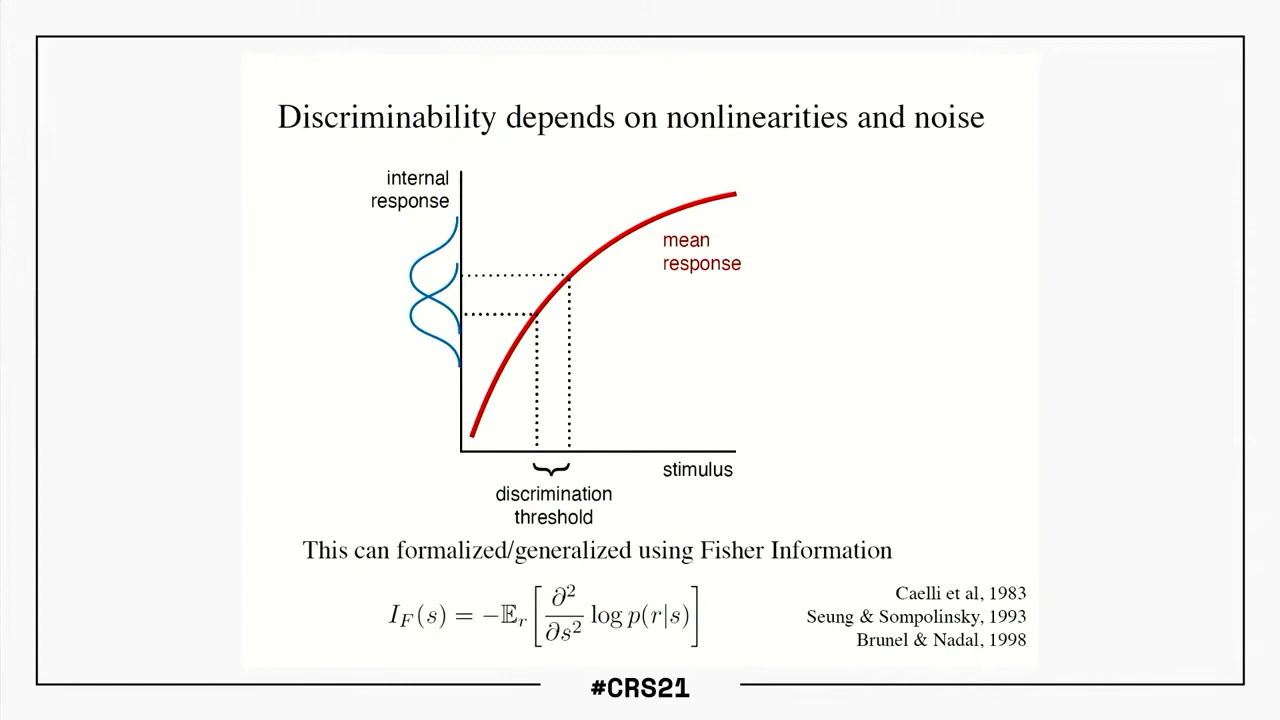 Discriminability depends on nonlinearities and noise
internal
response
mean
response
stimulus
discrimination
threshold
This can formalized/generalized using Fisher Information
I_F(s) = −𝔼_r [ ∂²/∂s² log p(r|s) ]
Caelli et al, 1983
Seung & Sompolinsky, 1993
Brunel & Nadal, 1998
#CRS21